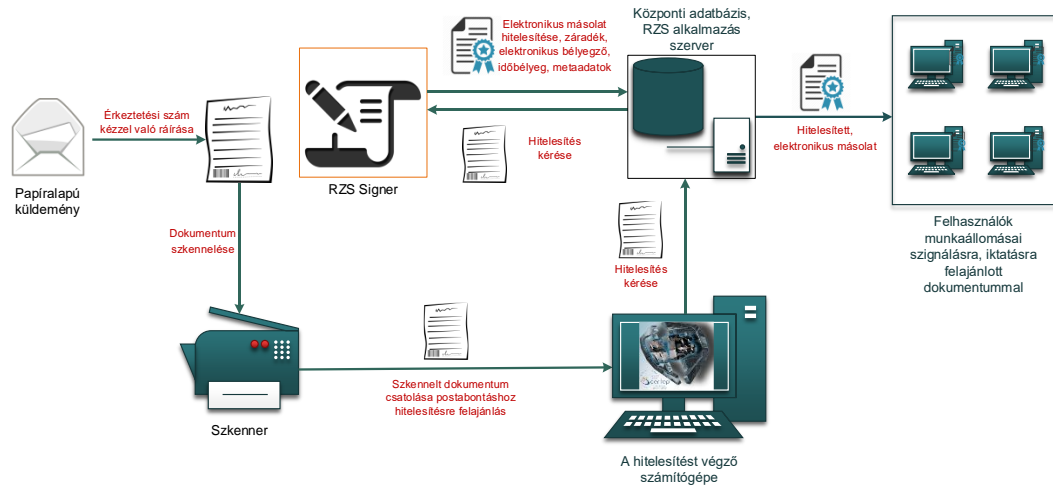 Papíralapú
küldemény
Érkeztetési szám
kézzel való ráírása
RZS Signer
Elektronikus másolat
hitelesítése, záradék,
elektronikus bélyegző,
időbélyeg, metaadatok
Hitelesítés
kérése
Központi adatbázis,
RZS alkalmazás
szerver
Hitelesített,
elektronikus másolat
Felhasználók
munkaállomásai
szignálásra, iktatásra
felajánlott
dokumentummal
Dokumentum
szkennelése
Szkenner
Szkennelt dokumentum
csatolása postabontáshoz
hitelesítésre felajánlás
Hitelesítés
kérése
A hitelesítést végző
számítógépe